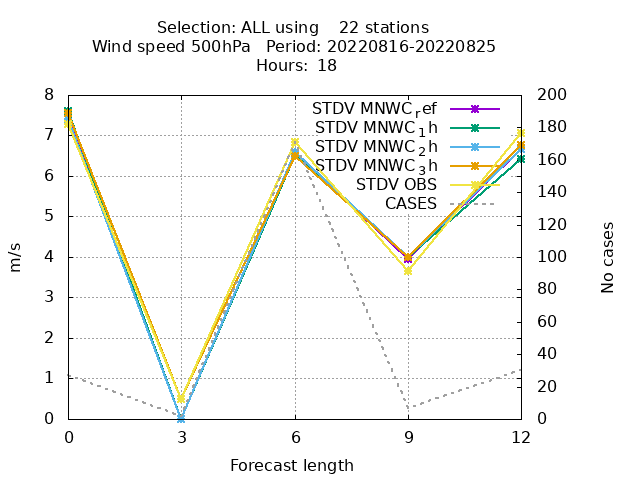 Selection: ALL using    22 stations
Wind speed 500hPa   Period: 20220816-20220825
Hours:  18
8
7
6
5
4
3
2
1
0
m/s
200
180
160
140
120
100
80
60
40
20
0
No cases
STDV MNWC_ref
STDV MNWC_1h
STDV MNWC_2h
STDV MNWC_3h
STDV OBS
CASES
0 3 6 9 12
Forecast length